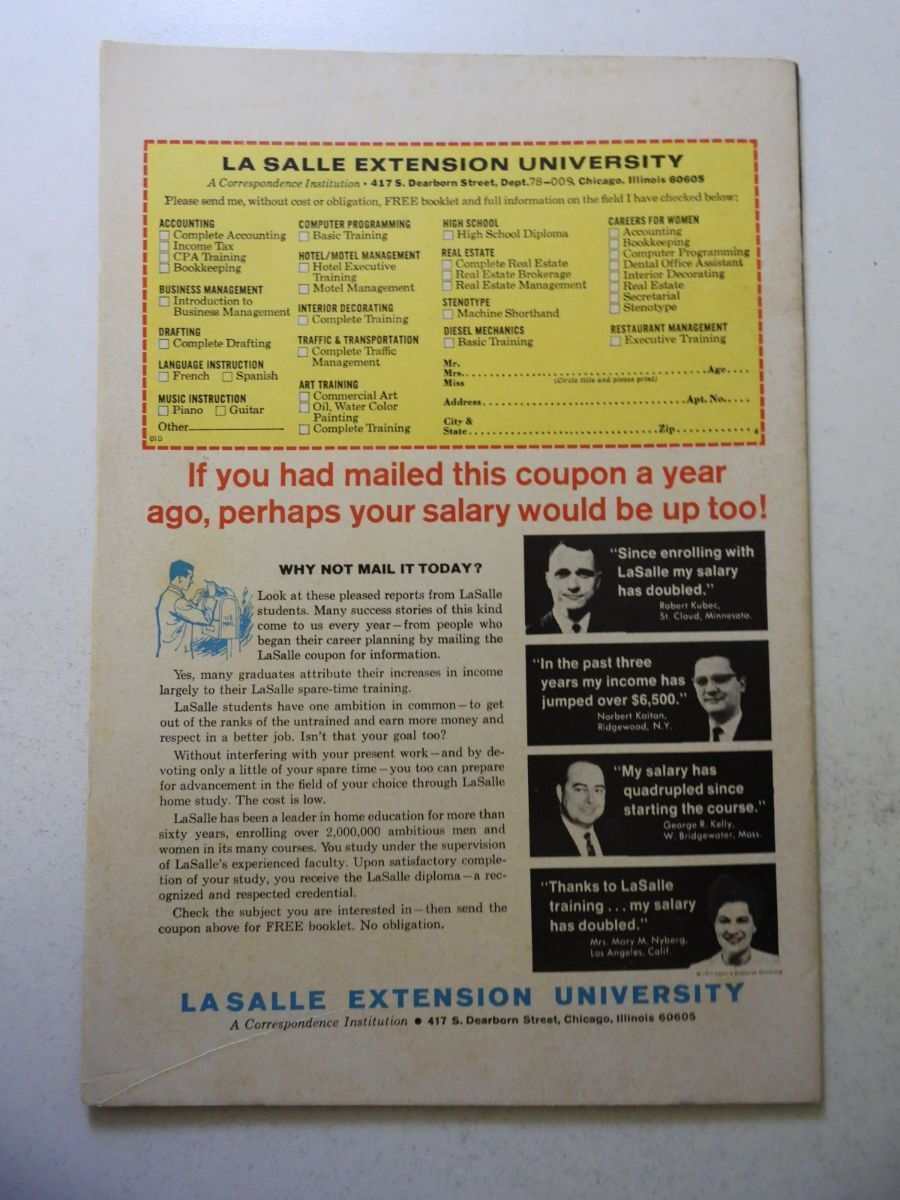 LA SALLE EXTENSION UNIVERSITY
A Correspondence Institution • 417 S. Dearborn Street, Dept. 78-009, Chicago, Illinois 60605
Please send me, without cost or obligation, FREE booklet and full information on the field I have checked below:
ACCOUNTING
Complete Accounting
Income Tax
CPA Training
Bookkeeping
BUSINESS MANAGEMENT
Introduction to
Business Management
DRAFTING
Complete Drafting
LANGUAGE INSTRUCTION
French Spanish
MUSIC INSTRUCTION
Piano Guitar
Other
01D
COMPUTER PROGRAMMING
Basic Training
HOTEL/MOTEL MANAGEMENT
Hotel Executive
Training
Motel Management
INTERIOR DECORATING
Complete Training
TRAFFIC & TRANSPORTATION
Complete Traffic
Management
ART TRAINING
Commercial Art
Oil, Water Color
Painting
Complete Training
HIGH SCHOOL
High School Diploma
REAL ESTATE
Complete Real Estate
Real Estate Brokerage
Real Estate Management
STENOTYPE
Machine Shorthand
DIESEL MECHANICS
Basic Training
CAREERS FOR WOMEN
Accounting
Bookkeeping
Computer Programming
Dental Office Assistant
Interior Decorating
Real Estate
Secretarial
Stenotype
RESTAURANT MANAGEMENT
Executive Training
Mr.
Mrs. Age
Miss (Circle title and please print)
Address Apt. No.
City &
State Zip 4
If you had mailed this coupon a year
ago, perhaps your salary would be up too!
WHY NOT MAIL IT TODAY?
US
MAIL
Look at these pleased reports from LaSalle
students. Many success stories of this kind
come to us every year—from people who
began their career planning by mailing the
LaSalle coupon for information.
Yes, many graduates attribute their increases in income
largely to their LaSalle spare-time training.
LaSalle students have one ambition in common—to get
out of the ranks of the untrained and earn more money and
respect in a better job. Isn't that your goal too?
Without interfering with your present work—and by de-
voting only a little of your spare time—you too can prepare
for advancement in the field of your choice through LaSalle
home study. The cost is low.
LaSalle has been a leader in home education for more than
sixty years, enrolling over 2,000,000 ambitious men and
women in its many courses. You study under the supervision
of LaSalle's experienced faculty. Upon satisfactory comple-
tion of your study, you receive the LaSalle diploma—a rec-
ognized and respected credential.
Check the subject you are interested in—then send the
coupon above for FREE booklet. No obligation.
"Since enrolling with
LaSalle my salary
has doubled."
Robert Kubec,
St. Cloud, Minnesota.
"In the past three
years my income has
jumped over $6,500."
Norbert Kaitan,
Ridgewood, N.Y.
"My salary has
quadrupled since
starting the course."
George R. Kelly,
W. Bridgewater, Mass.
"Thanks to LaSalle
training ... my salary
has doubled."
Mrs. Mary M. Nyberg,
Los Angeles, Calif.
LA SALLE EXTENSION UNIVERSITY
A Correspondence Institution • 417 S. Dearborn Street, Chicago, Illinois 60605